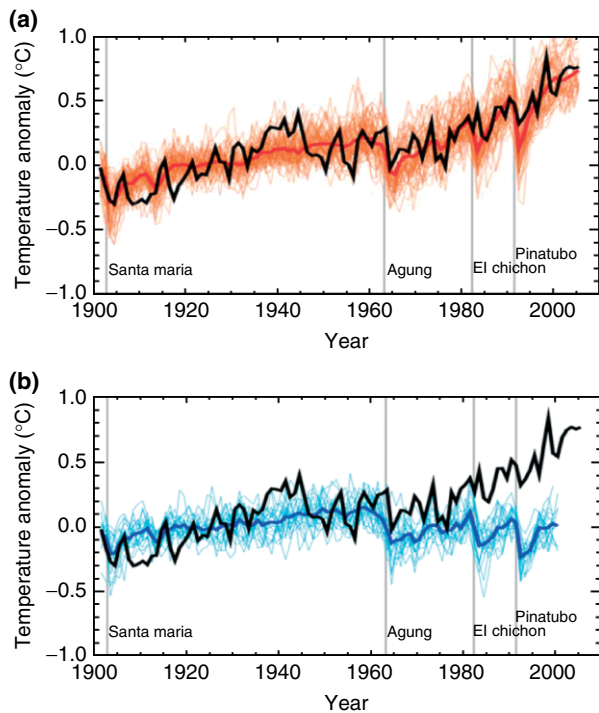 (a)
Temperature anomaly (°C)
1.0
0.5
0.0
−0.5
−1.0
Santa maria
Agung
El chichon
Pinatubo
1900 1920 1940 1960 1980 2000
Year
(b)
Temperature anomaly (°C)
1.0
0.5
0.0
−0.5
−1.0
Santa maria
Agung
El chichon
Pinatubo
1900 1920 1940 1960 1980 2000
Year